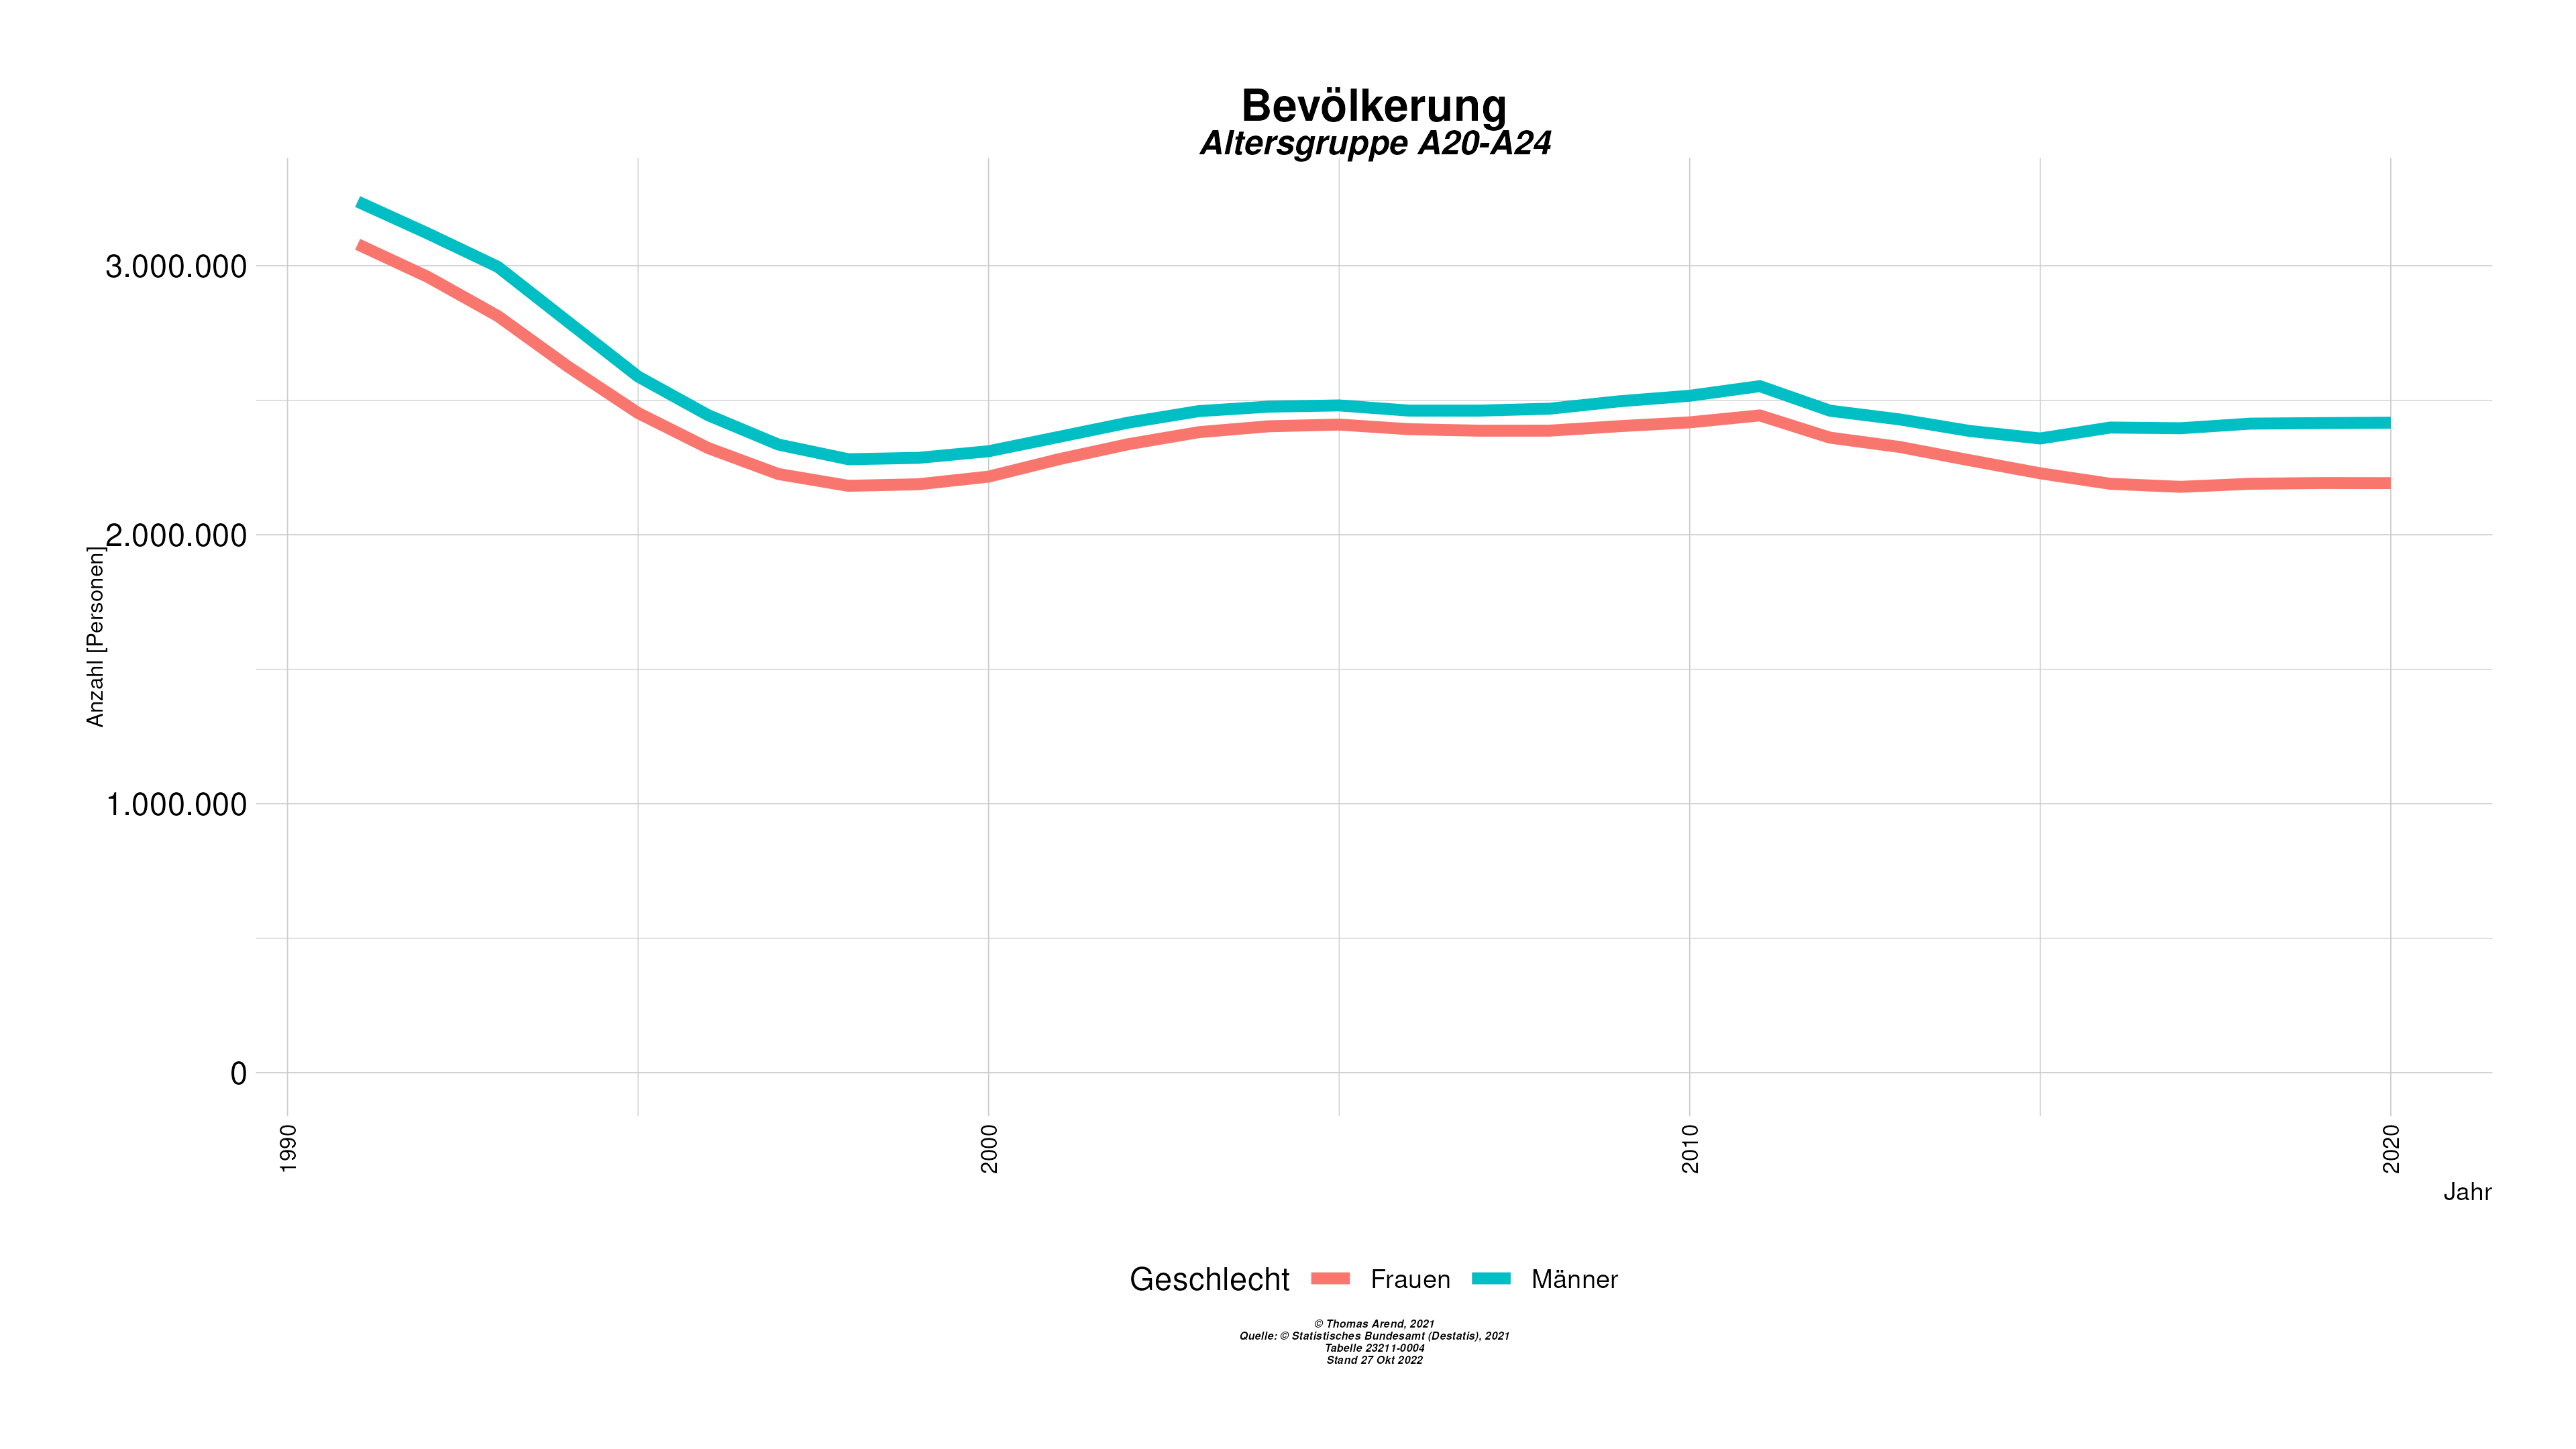 Bevölkerung
Altersgruppe A20-A24
3.000.000
2.000.000
1.000.000
0
Anzahl [Personen]
1990
2000
2010
2020
Jahr
Geschlecht Frauen Männer
© Thomas Arend, 2021
Quelle: © Statistisches Bundesamt (Destatis), 2021
Tabelle 23211-0004
Stand 27 Okt 2022